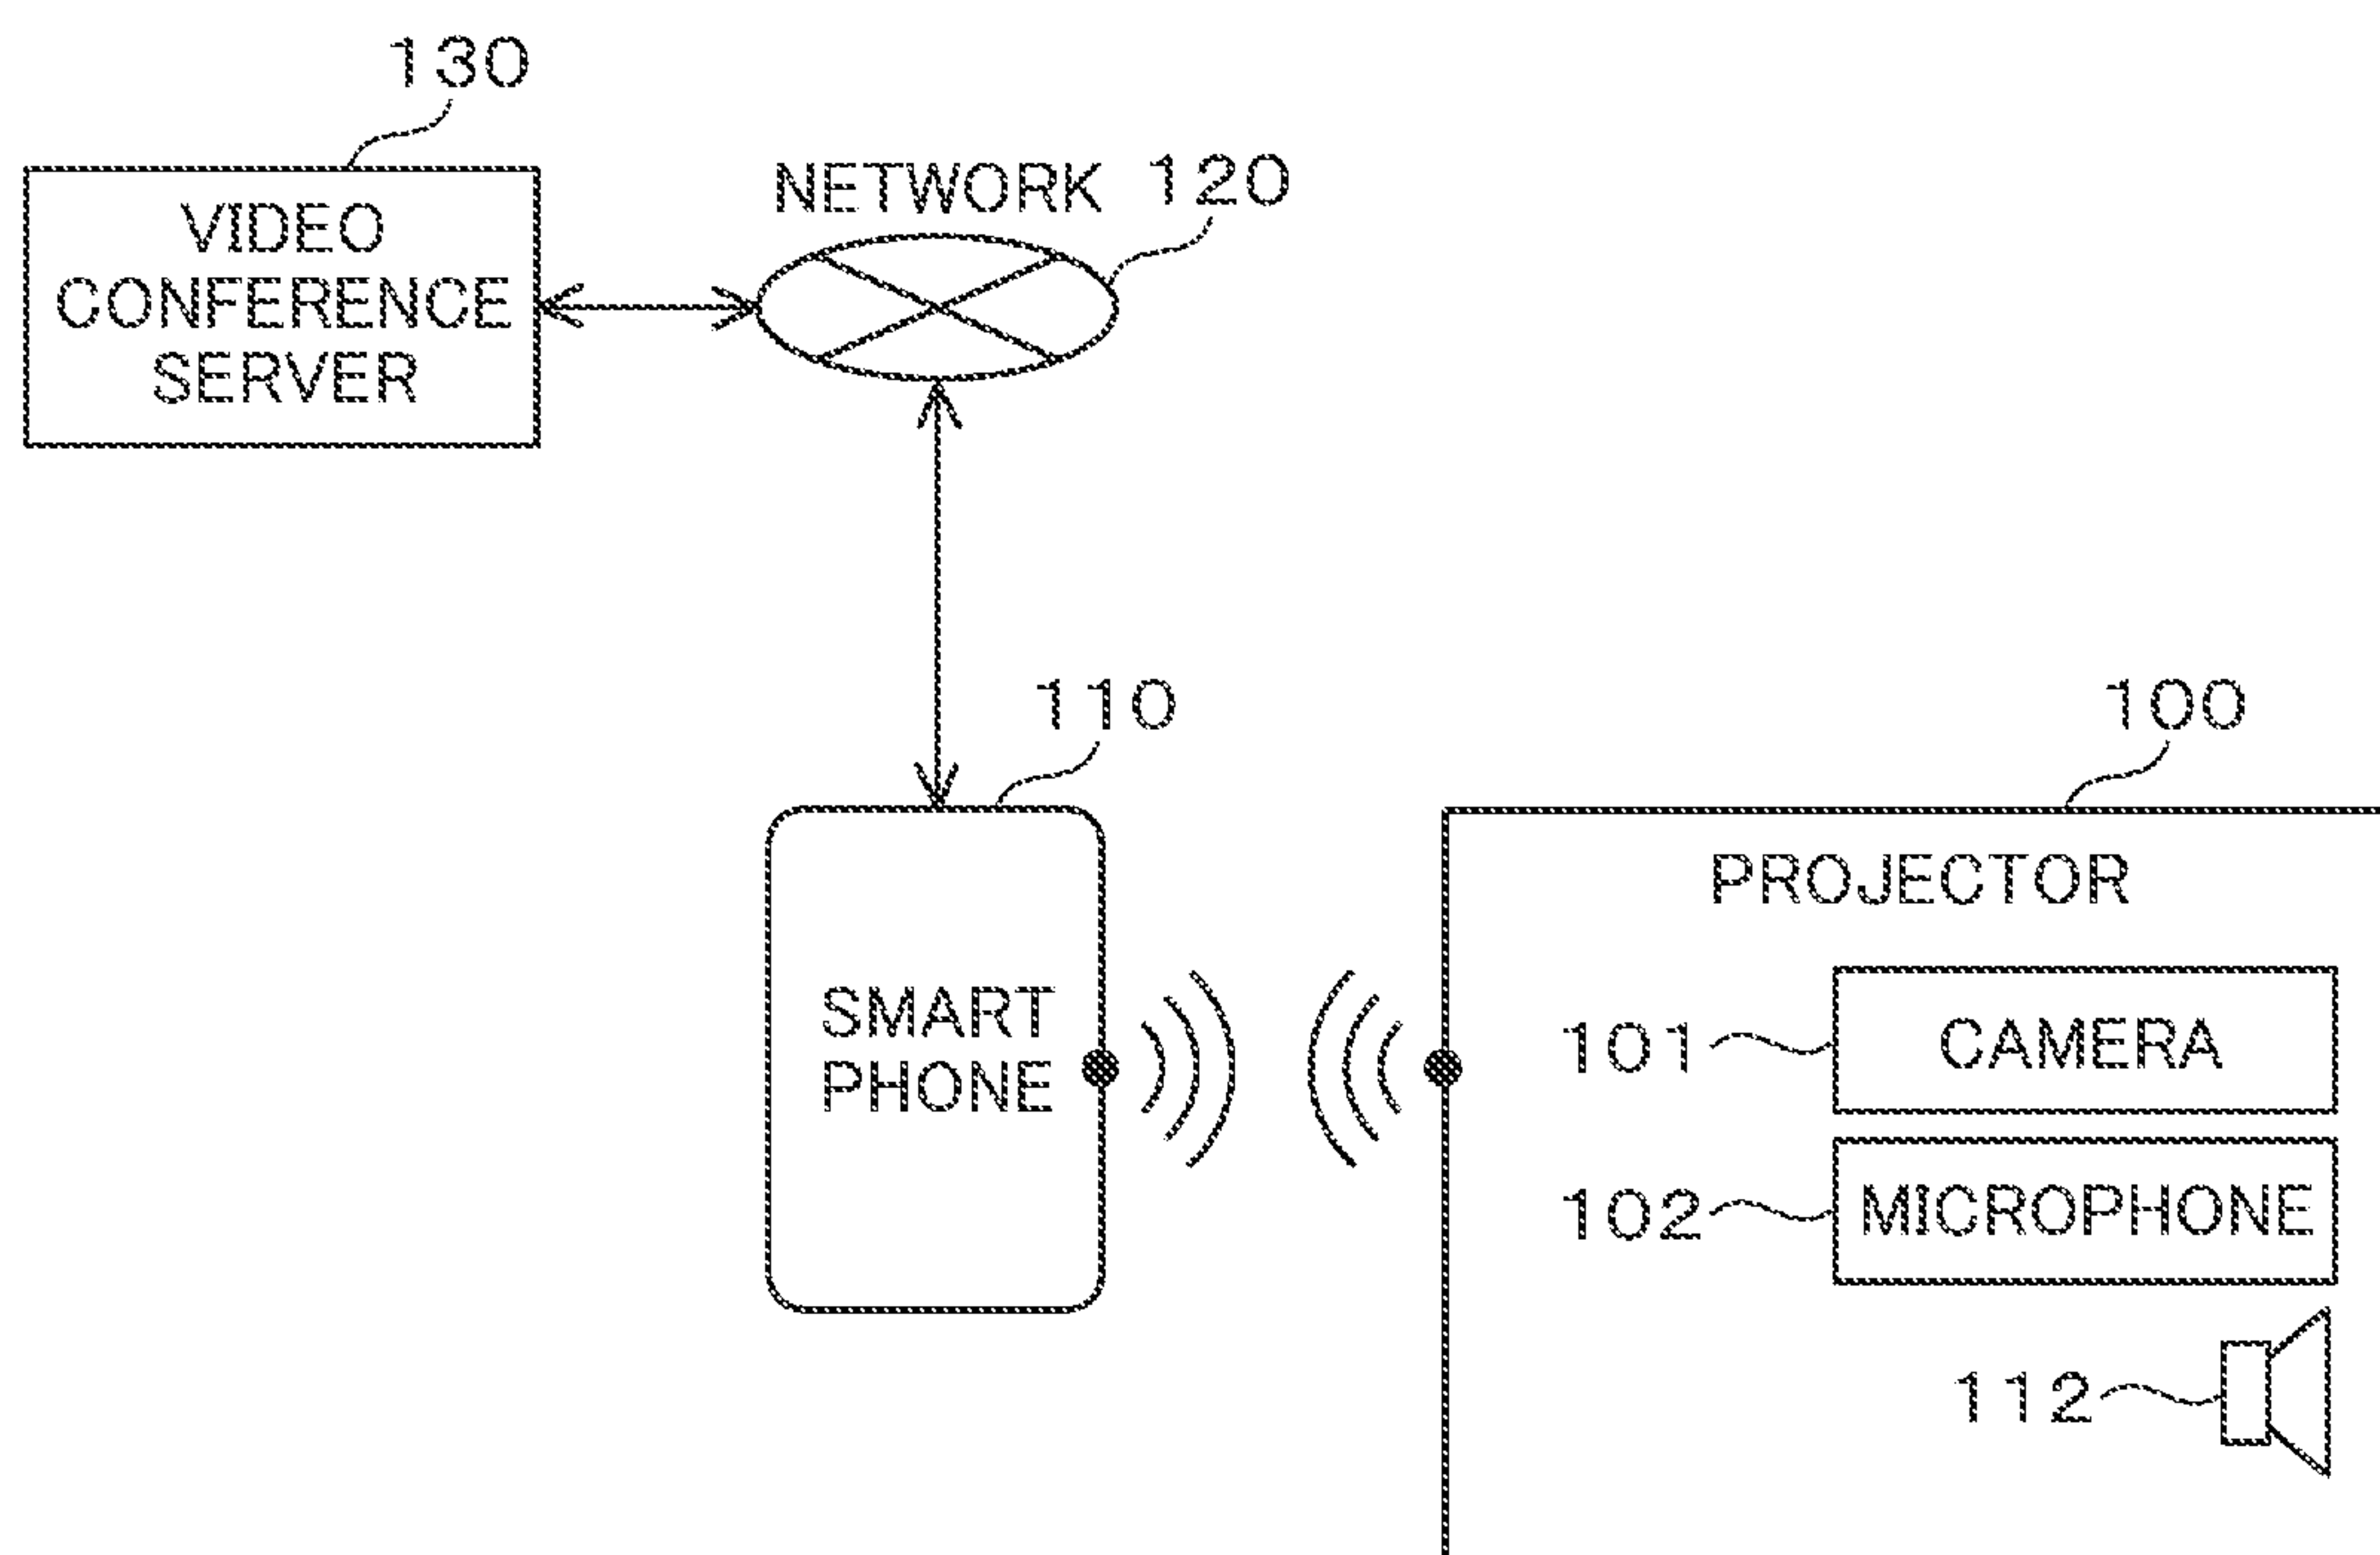 130
VIDEO
CONFERENCE
SERVER
NETWORK 120
110
SMART
PHONE
100
PROJECTOR
101 CAMERA
102 MICROPHONE
112